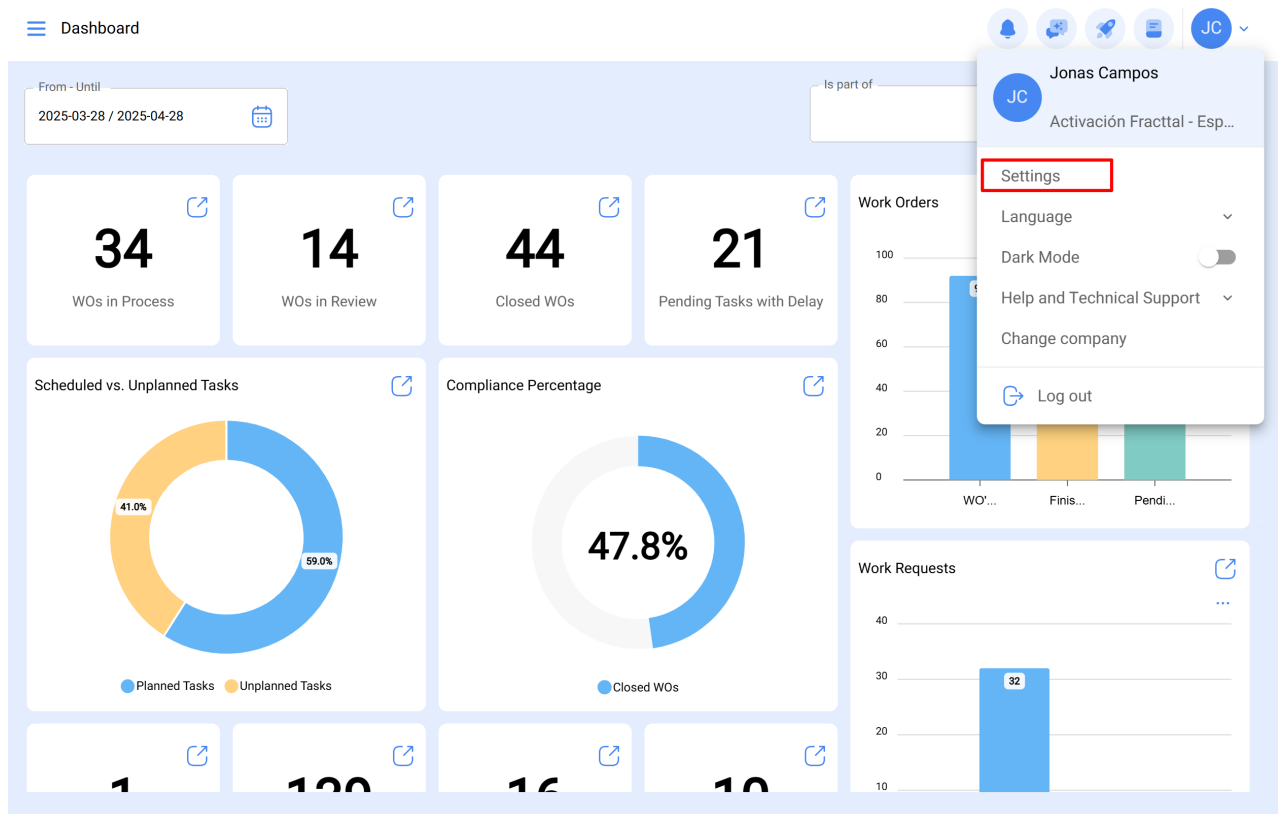 Dashboard
JC
From - Until
2025-03-28 / 2025-04-28
Is part of
JC
Jonas Campos
Activación Fracttal - Esp...
Settings
Language
Dark Mode
Help and Technical Support
Change company
Log out
34
WOs in Process
14
WOs in Review
44
Closed WOs
21
Pending Tasks with Delay
Work Orders
100
80
60
40
20
0
WO'...
Finis...
Pendi...
Scheduled vs. Unplanned Tasks
41.0%
59.0%
Planned Tasks
Unplanned Tasks
Compliance Percentage
47.8%
Closed WOs
Work Requests
...
40
30
32
20
10